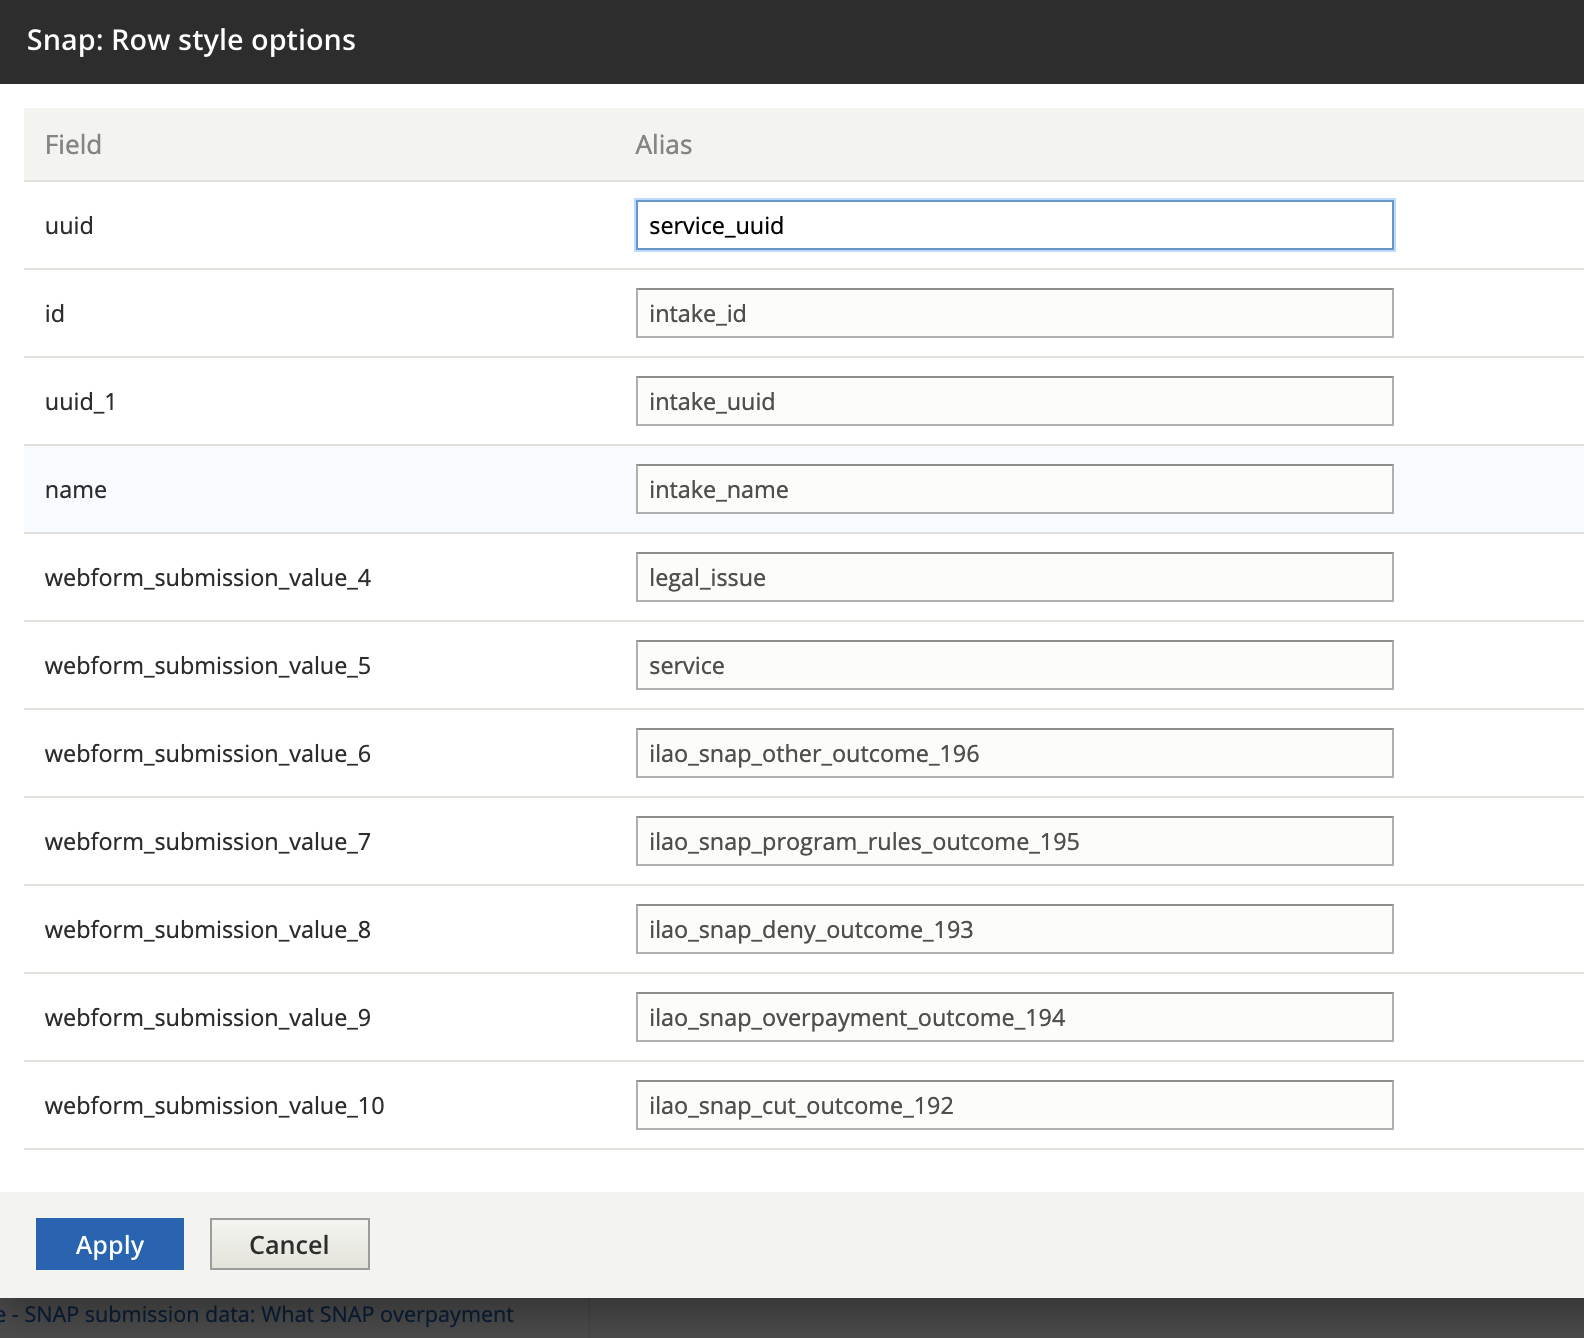 Snap: Row style options
Field Alias
uuid service_uuid
id intake_id
uuid_1 intake_uuid
name intake_name
webform_submission_value_4 legal_issue
webform_submission_value_5 service
webform_submission_value_6 ilao_snap_other_outcome_196
webform_submission_value_7 ilao_snap_program_rules_outcome_195
webform_submission_value_8 ilao_snap_deny_outcome_193
webform_submission_value_9 ilao_snap_overpayment_outcome_194
webform_submission_value_10 ilao_snap_cut_outcome_192
Apply Cancel
e - SNAP submission data: What SNAP overpayment